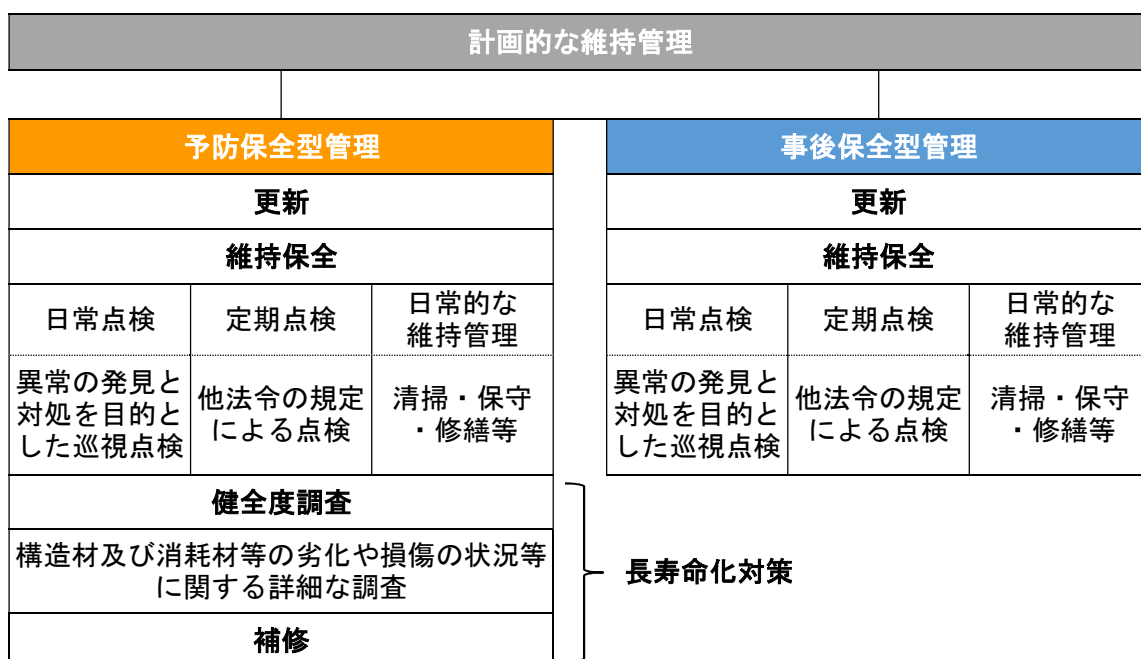 計画的な維持管理
予防保全型管理
更新
維持保全
日常点検
定期点検
日常的な
維持管理
異常の発見と
対処を目的と
した巡視点検
他法令の規定
による点検
清掃・保守
・修繕等
健全度調査
構造材及び消耗材等の劣化や損傷の状況等
に関する詳細な調査
補修
長寿命化対策
事後保全型管理
更新
維持保全
日常点検
定期点検
日常的な
維持管理
異常の発見と
対処を目的と
した巡視点検
他法令の規定
による点検
清掃・保守
・修繕等